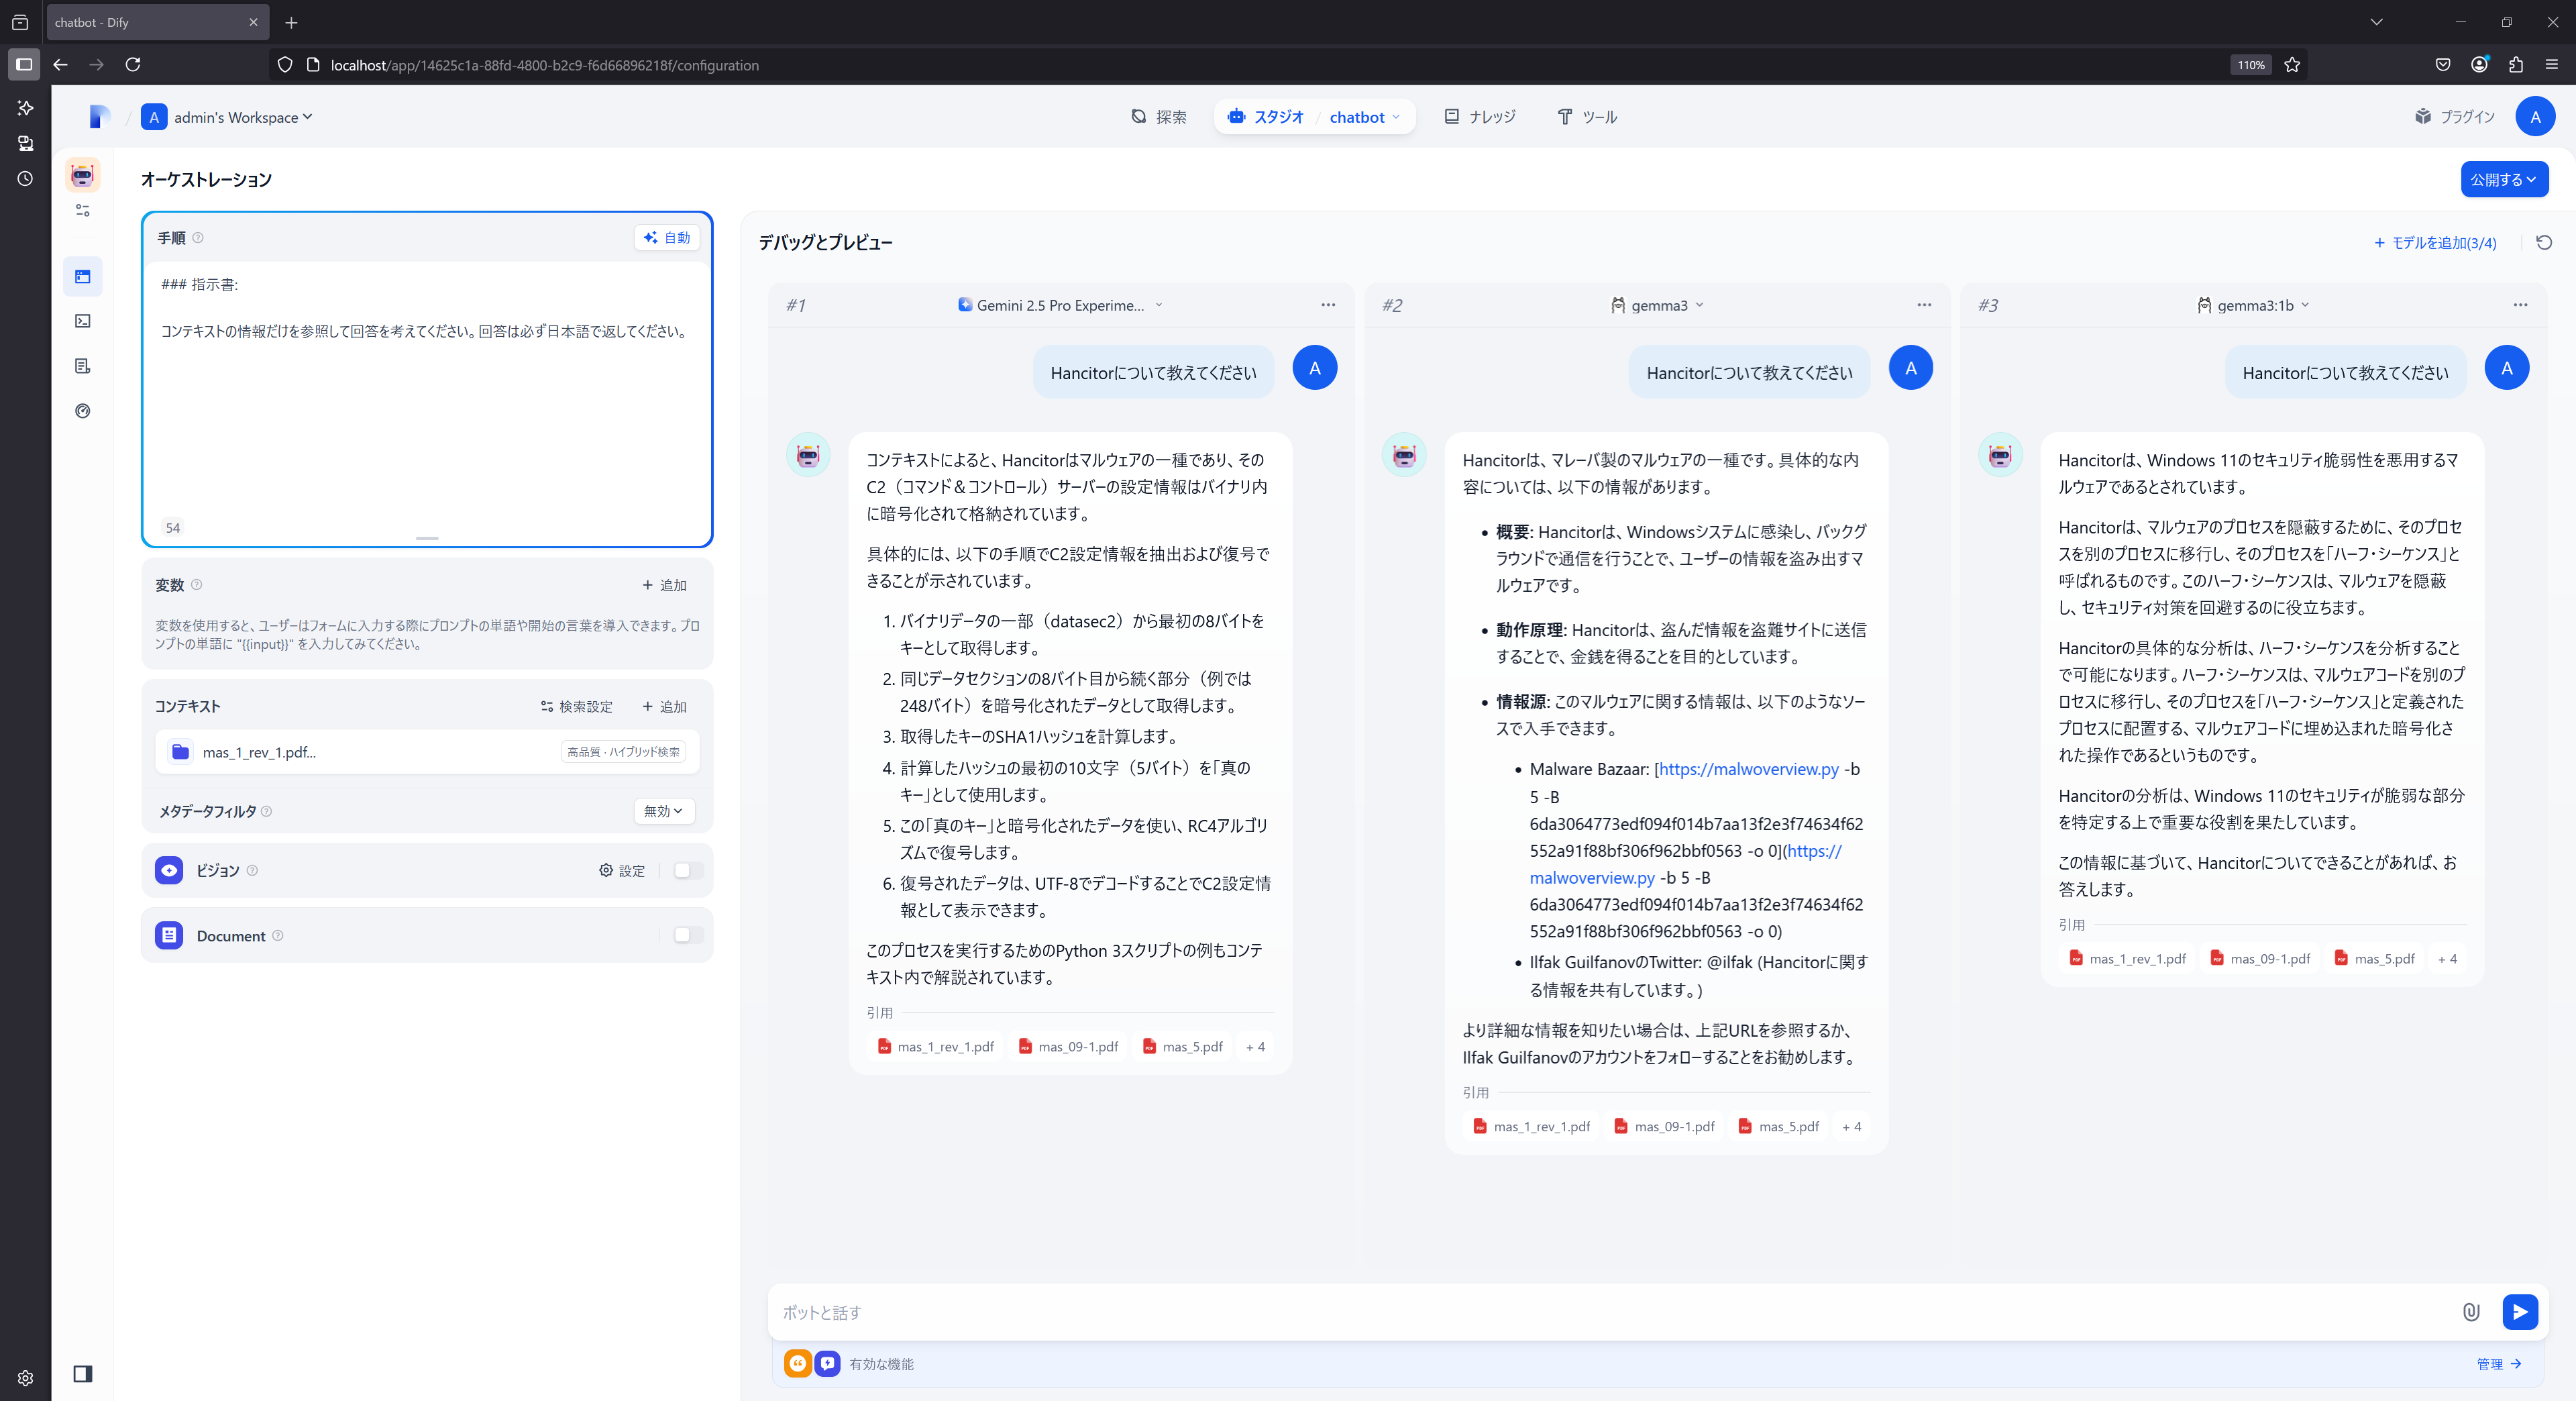 chatbot - Dify
localhost/app/14625c1a-88fd-4800-b2c9-f6d66896218f/configuration
110%
A admin's Workspace
探索
スタジオ / chatbot
ナレッジ
ツール
プラグイン
A
オーケストレーション
公開する
手順
自動
### 指示書:
コンテキストの情報だけを参照して回答を考えてください。回答は必ず日本語で返してください。
54
変数
+ 追加
変数を使用すると、ユーザーはフォームに入力する際にプロンプトの単語や開始の言葉を導入できます。プロ
ンプトの単語に "{{input}}" を入力してみてください。
コンテキスト
検索設定
+ 追加
mas_1_rev_1.pdf...
高品質 · ハイブリッド検索
メタデータフィルタ
無効
ビジョン
設定
Document
デバッグとプレビュー
+ モデルを追加(3/4)
#1
Gemini 2.5 Pro Experime...
Hancitorについて教えてください
A
コンテキストによると、Hancitorはマルウェアの一種であり、その
C2（コマンド＆コントロール）サーバーの設定情報はバイナリ内
に暗号化されて格納されています。
具体的には、以下の手順でC2設定情報を抽出および復号で
きることが示されています。
1. バイナリデータの一部（datasec2）から最初の8バイトを
キーとして取得します。
2. 同じデータセクションの8バイト目から続く部分（例では
248バイト）を暗号化されたデータとして取得します。
3. 取得したキーのSHA1ハッシュを計算します。
4. 計算したハッシュの最初の10文字（5バイト）を「真の
キー」として使用します。
5. この「真のキー」と暗号化されたデータを使い、RC4アルゴリ
ズムで復号します。
6. 復号されたデータは、UTF-8でデコードすることでC2設定情
報として表示できます。
このプロセスを実行するためのPython 3スクリプトの例もコンテ
キスト内で解説されています。
引用
mas_1_rev_1.pdf
mas_09-1.pdf
mas_5.pdf
+ 4
#2
gemma3
Hancitorについて教えてください
A
Hancitorは、マレーバ製のマルウェアの一種です。具体的な内
容については、以下の情報があります。
• 概要: Hancitorは、Windowsシステムに感染し、バックグ
ラウンドで通信を行うことで、ユーザーの情報を盗み出すマ
ルウェアです。
• 動作原理: Hancitorは、盗んだ情報を盗難サイトに送信
することで、金銭を得ることを目的としています。
• 情報源: このマルウェアに関する情報は、以下のようなソー
スで入手できます。
• Malware Bazaar: [https://malwoverview.py -b
5 -B
6da3064773edf094f014b7aa13f2e3f74634f62
552a91f88bf306f962bbf0563 -o 0](https://
malwoverview.py -b 5 -B
6da3064773edf094f014b7aa13f2e3f74634f62
552a91f88bf306f962bbf0563 -o 0)
• Ilfak GuilfanovのTwitter: @ilfak (Hancitorに関す
る情報を共有しています。)
より詳細な情報を知りたい場合は、上記URLを参照するか、
Ilfak Guilfanovのアカウントをフォローすることをお勧めします。
引用
mas_1_rev_1.pdf
mas_09-1.pdf
mas_5.pdf
+ 4
#3
gemma3:1b
Hancitorについて教えてください
A
Hancitorは、Windows 11のセキュリティ脆弱性を悪用するマ
ルウェアであるとされています。
Hancitorは、マルウェアのプロセスを隠蔽するために、そのプロセ
スを別のプロセスに移行し、そのプロセスを「ハーフ・シーケンス」と
呼ばれるものです。このハーフ・シーケンスは、マルウェアを隠蔽
し、セキュリティ対策を回避するのに役立ちます。
Hancitorの具体的な分析は、ハーフ・シーケンスを分析すること
で可能になります。ハーフ・シーケンスは、マルウェアコードを別のプ
ロセスに移行し、そのプロセスを「ハーフ・シーケンス」と定義された
プロセスに配置する、マルウェアコードに埋め込まれた暗号化さ
れた操作であるというものです。
Hancitorの分析は、Windows 11のセキュリティが脆弱な部分
を特定する上で重要な役割を果たしています。
この情報に基づいて、Hancitorについてできることがあれば、お
答えします。
引用
mas_1_rev_1.pdf
mas_09-1.pdf
mas_5.pdf
+ 4
ボットと話す
有効な機能
管理 →